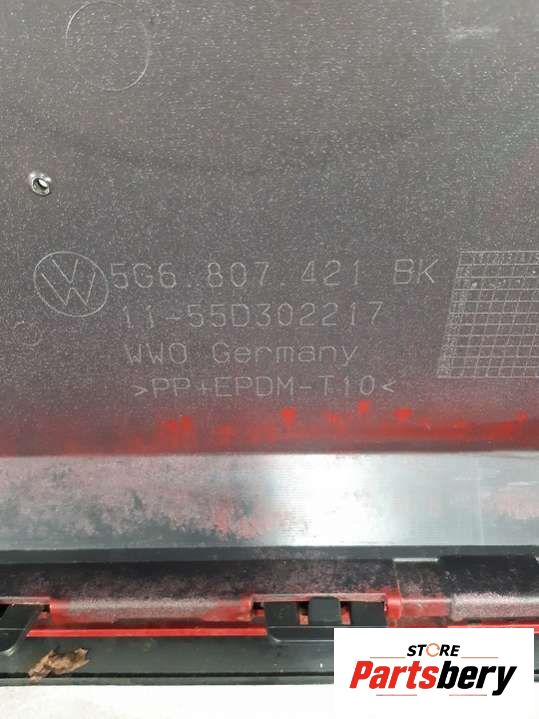 5G6.807 421 BK
11-55D302217
WWO Germany
>PP+EPDM-T10<
STORE
Partsbery